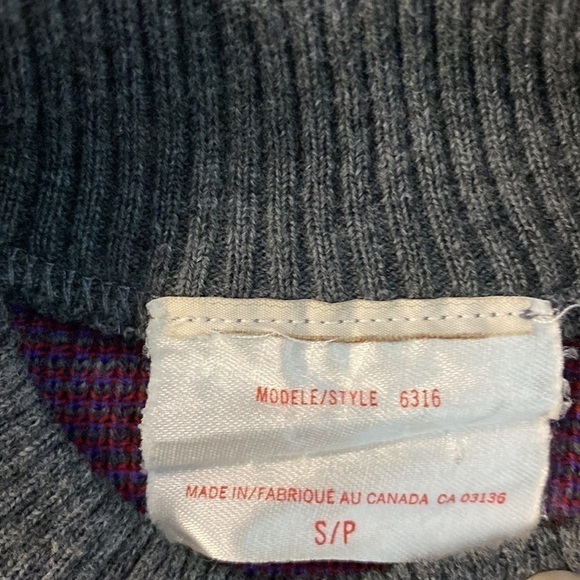 MODELE/STYLE 6316
MADE IN/FABRIQUÉ AU CANADA CA 03136
S/P